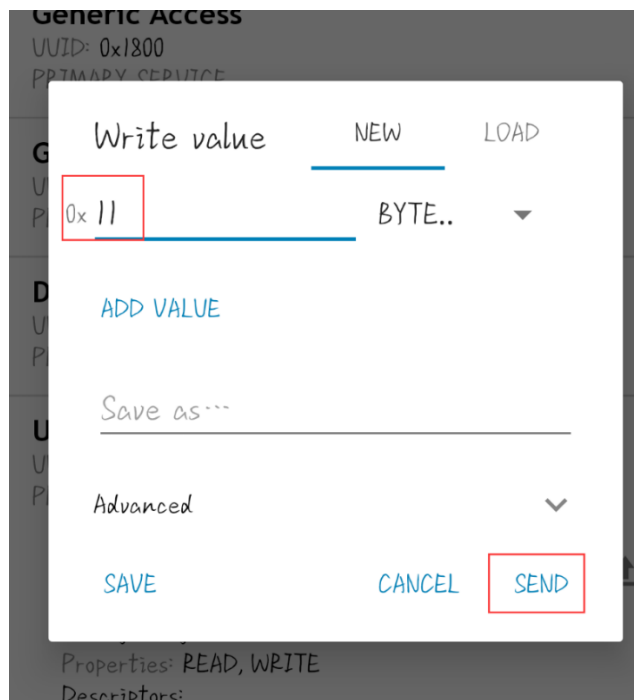 Generic Access
UUID: 0x1800
PRIMARY SERVICE
Write value NEW LOAD
0x 11 BYTE..
ADD VALUE
Save as...
Advanced
SAVE CANCEL SEND
Properties: READ, WRITE
Descriptors: